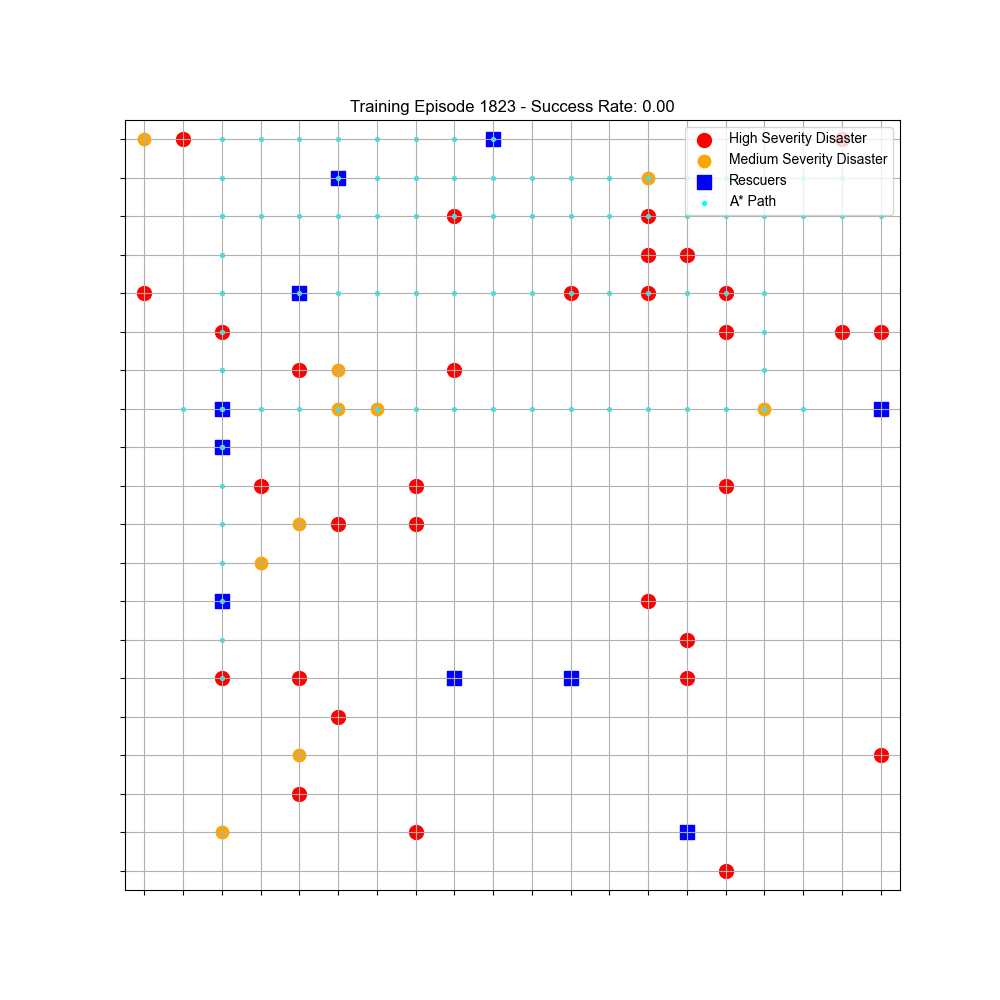 Training Episode 1823 - Success Rate: 0.00
High Severity Disaster
Medium Severity Disaster
Rescuers
A* Path